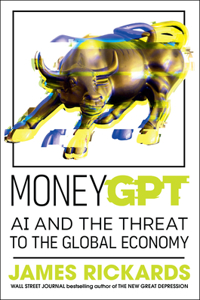 MONEYGPT
AI AND THE THREAT
TO THE GLOBAL ECONOMY
JAMES RICKARDS
WALL STREET JOURNAL bestselling author of THE NEW GREAT DEPRESSION